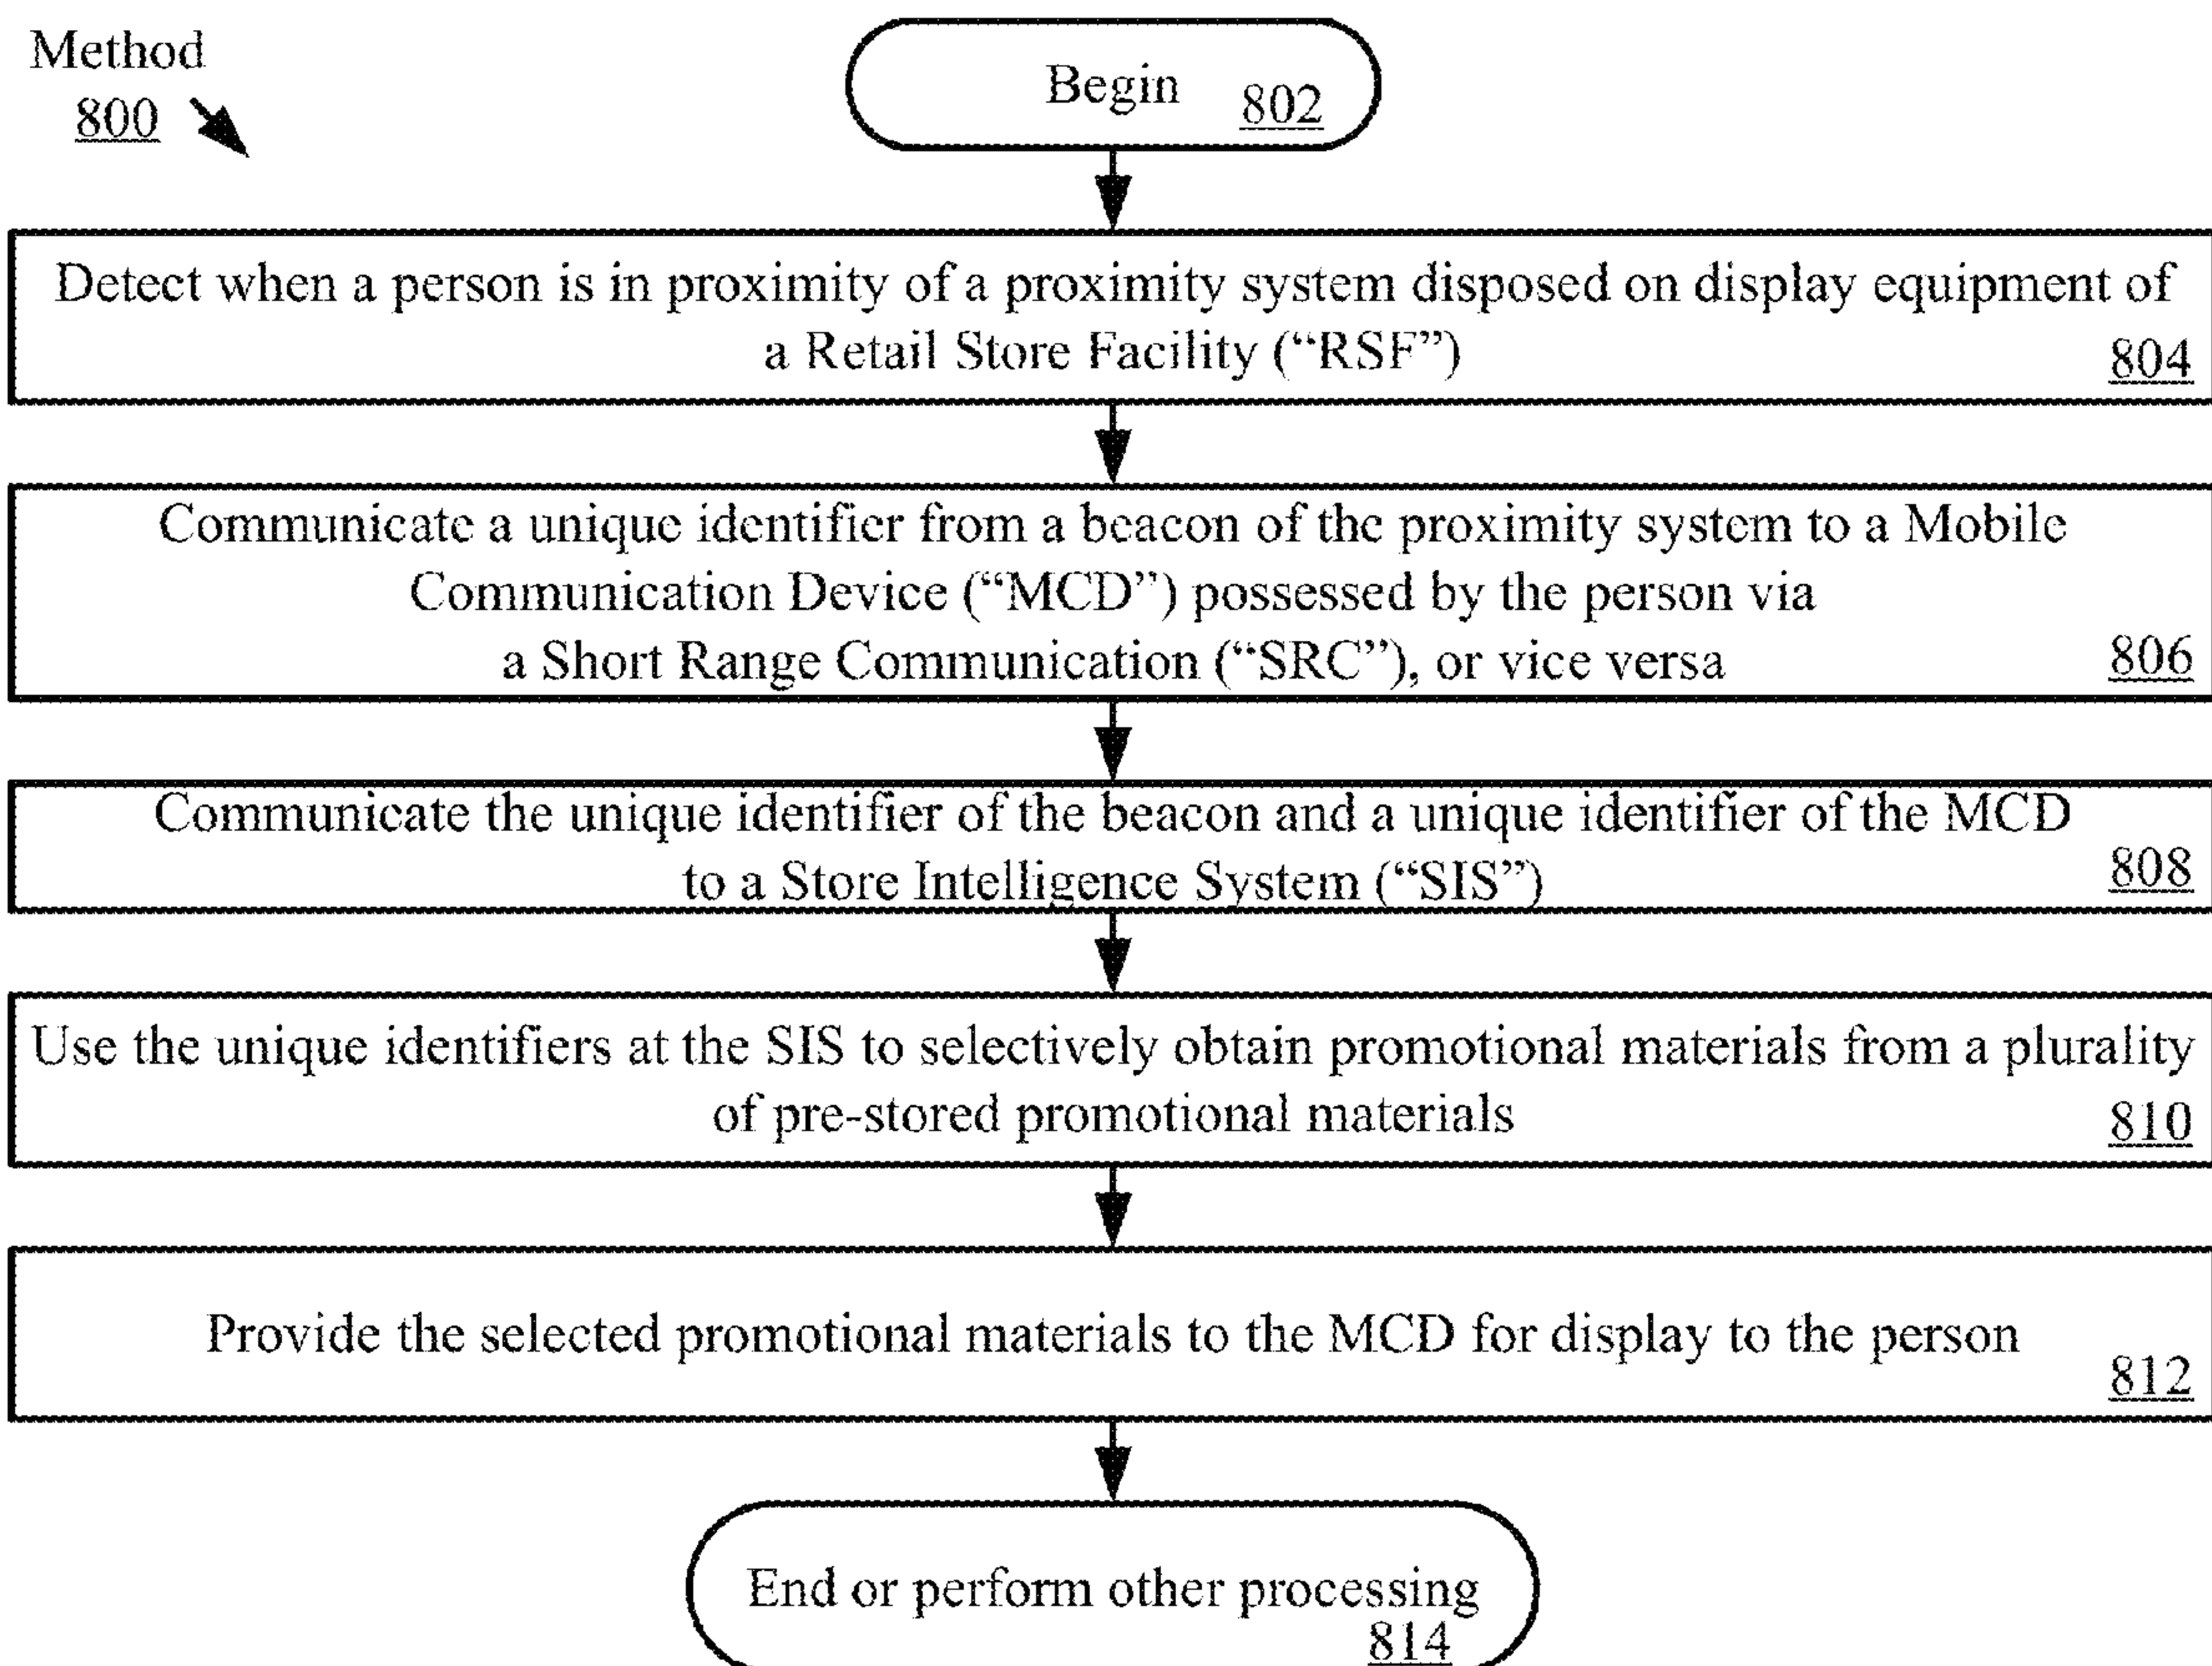 Method
800
Begin 802
Detect when a person is in proximity of a proximity system disposed on display equipment of
a Retail Store Facility (“RSF”) 804
Communicate a unique identifier from a beacon of the proximity system to a Mobile
Communication Device (“MCD”) possessed by the person via
a Short Range Communication (“SRC”), or vice versa 806
Communicate the unique identifier of the beacon and a unique identifier of the MCD
to a Store Intelligence System (“SIS”) 808
Use the unique identifiers at the SIS to selectively obtain promotional materials from a plurality
of pre-stored promotional materials 810
Provide the selected promotional materials to the MCD for display to the person
812
End or perform other processing
814